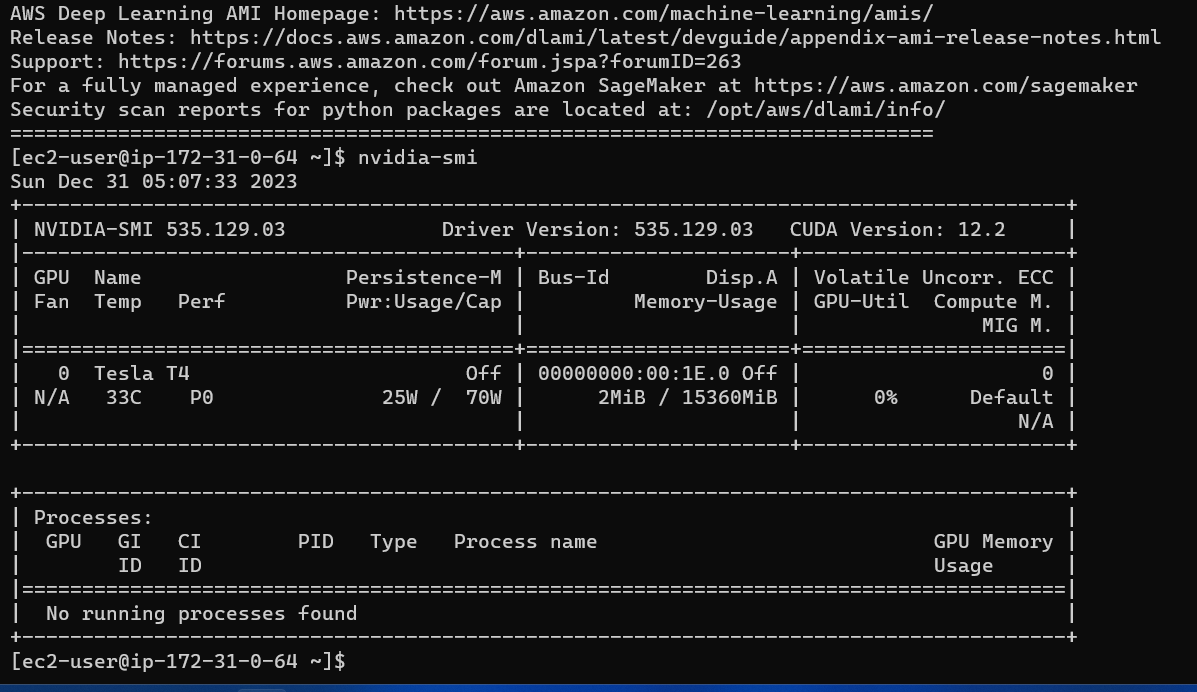 AWS Deep Learning AMI Homepage: https://aws.amazon.com/machine-learning/amis/
Release Notes: https://docs.aws.amazon.com/dlami/latest/devguide/appendix-ami-release-notes.html
Support: https://forums.aws.amazon.com/forum.jspa?forumID=263
For a fully managed experience, check out Amazon SageMaker at https://aws.amazon.com/sagemaker
Security scan reports for python packages are located at: /opt/aws/dlami/info/
=============================================================================
[ec2-user@ip-172-31-0-64 ~]$ nvidia-smi
Sun Dec 31 05:07:33 2023
+---------------------------------------------------------------------------------------+
| NVIDIA-SMI 535.129.03             Driver Version: 535.129.03   CUDA Version: 12.2     |
|-----------------------------------------+----------------------+----------------------+
| GPU  Name                 Persistence-M | Bus-Id        Disp.A | Volatile Uncorr. ECC |
| Fan  Temp   Perf          Pwr:Usage/Cap |         Memory-Usage | GPU-Util  Compute M. |
|                                         |                      |               MIG M. |
|=========================================+======================+======================|
|   0  Tesla T4                       Off | 00000000:00:1E.0 Off |                    0 |
| N/A   33C    P0              25W /  70W |      2MiB / 15360MiB |      0%      Default |
|                                         |                      |                  N/A |
+-----------------------------------------+----------------------+----------------------+

+---------------------------------------------------------------------------------------+
| Processes:                                                                            |
|  GPU   GI   CI        PID   Type   Process name                            GPU Memory |
|        ID   ID                                                             Usage      |
|=======================================================================================|
|  No running processes found                                                           |
+---------------------------------------------------------------------------------------+
[ec2-user@ip-172-31-0-64 ~]$